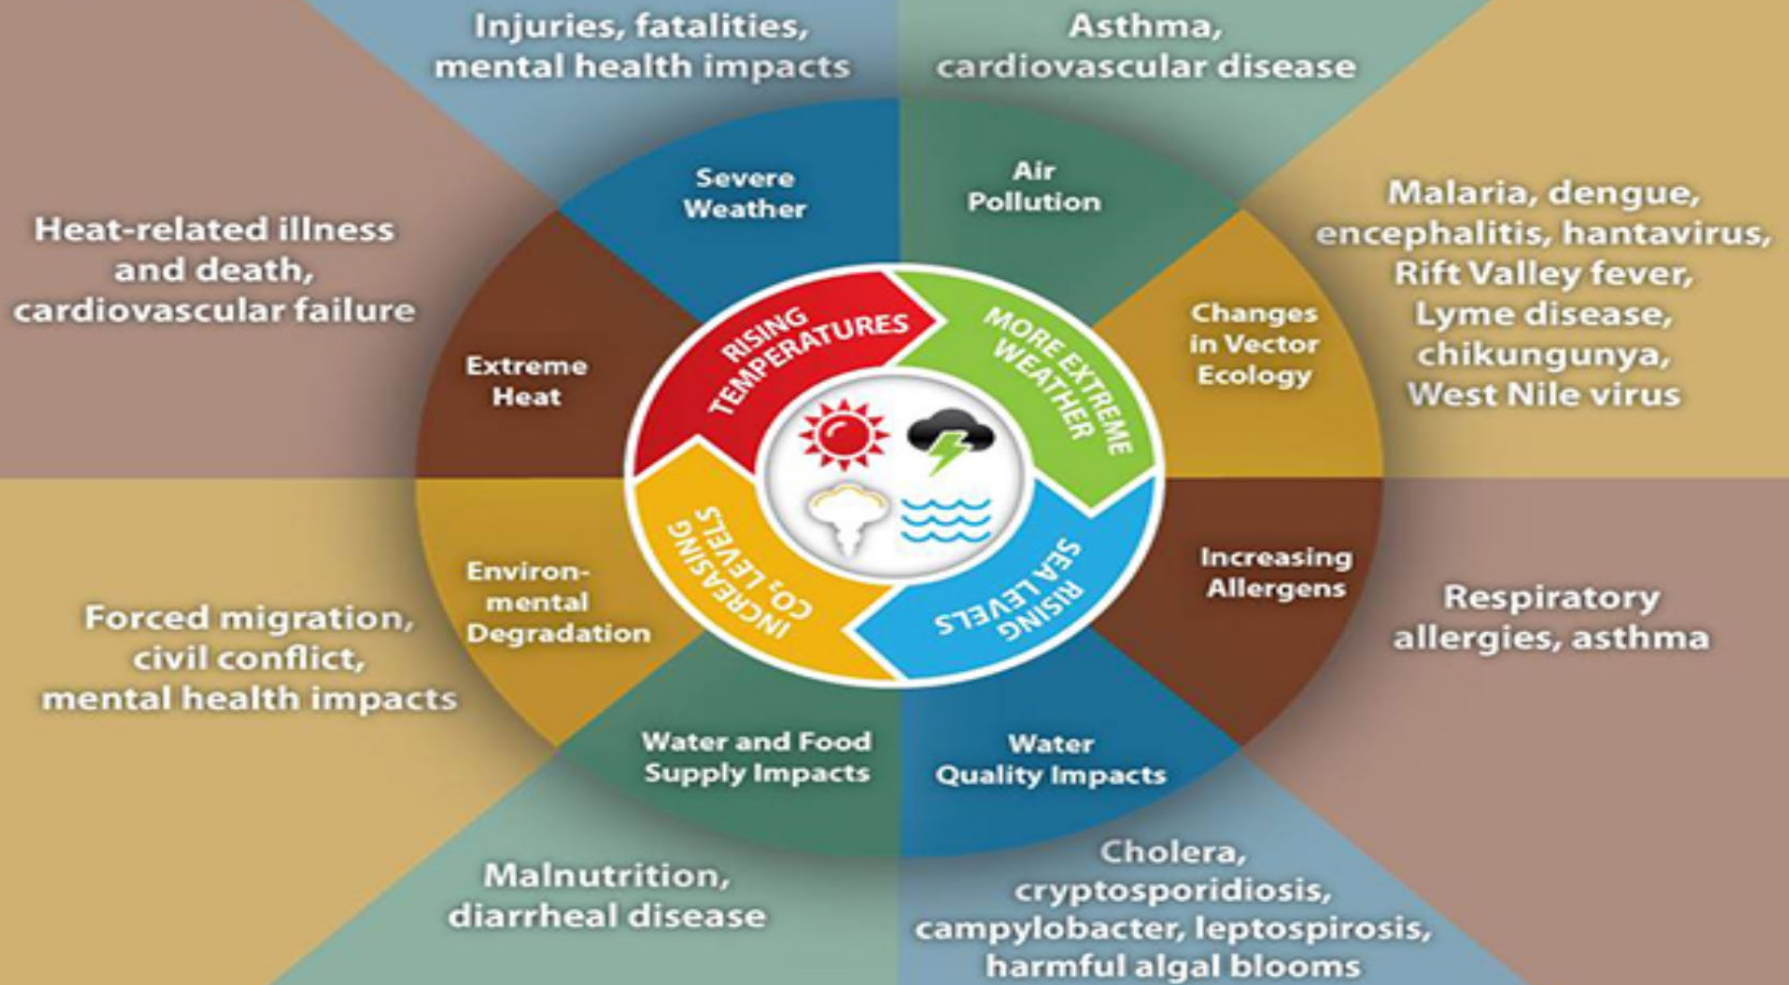 Injuries, fatalities,
mental health impacts
Asthma,
cardiovascular disease
Severe
Weather
Air
Pollution
Malaria, dengue,
encephalitis, hantavirus,
Rift Valley fever,
Lyme disease,
chikungunya,
West Nile virus
Heat-related illness
and death,
cardiovascular failure
Extreme
Heat
Changes
in Vector
Ecology
RISING
TEMPERATURES
MORE EXTREME
WEATHER
RISING
SEA LEVELS
INCREASING
CO₂ LEVELS
Increasing
Allergens
Respiratory
allergies, asthma
Environ-
mental
Degradation
Forced migration,
civil conflict,
mental health impacts
Water and Food
Supply Impacts
Water
Quality Impacts
Malnutrition,
diarrheal disease
Cholera,
cryptosporidiosis,
campylobacter, leptospirosis,
harmful algal blooms